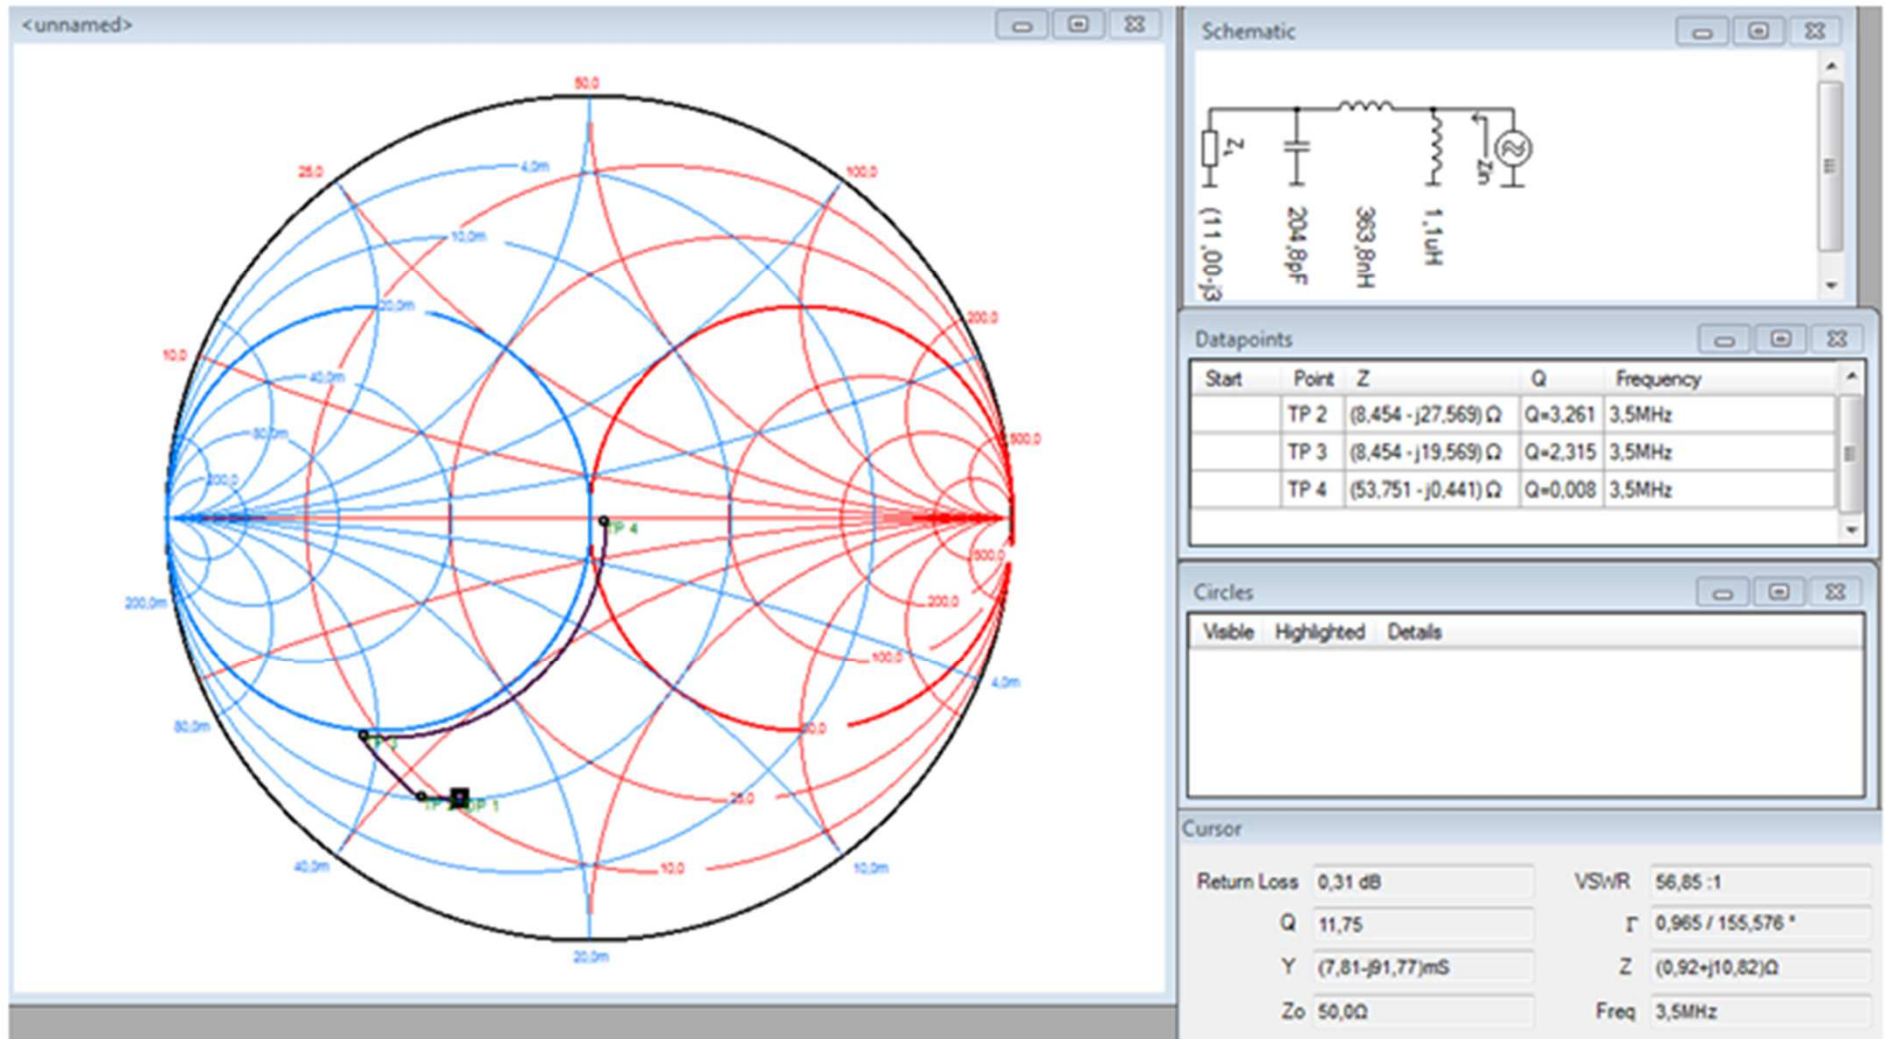 <unnamed>
50,0
25,0
4,0m
100,0
10,0m
20,0m
200,0
10,0
40,0m
80,0m
500,0
200,0
TP 4
500,0
200,0m
200,0
100,0
4,0m
80,0m
50,0
TP 3
25,0
DP 1
40,0m
10,0
10,0m
20,0m
Schematic
Z₁
Zin
(11,00-j3
204,8pF
363,8nH
1,1uH
Datapoints
Start Point Z Q Frequency
TP 2 (8,454 - j27,569) Ω Q=3,261 3,5MHz
TP 3 (8,454 - j19,569) Ω Q=2,315 3,5MHz
TP 4 (53,751 - j0,441) Ω Q=0,008 3,5MHz
Circles
Visible Highlighted Details
Cursor
Return Loss 0,31 dB VSWR 56,85 :1
Q 11,75 Γ 0,965 / 155,576 °
Y (7,81-j91,77)mS Z (0,92+j10,82)Ω
Zo 50,0Ω Freq 3,5MHz